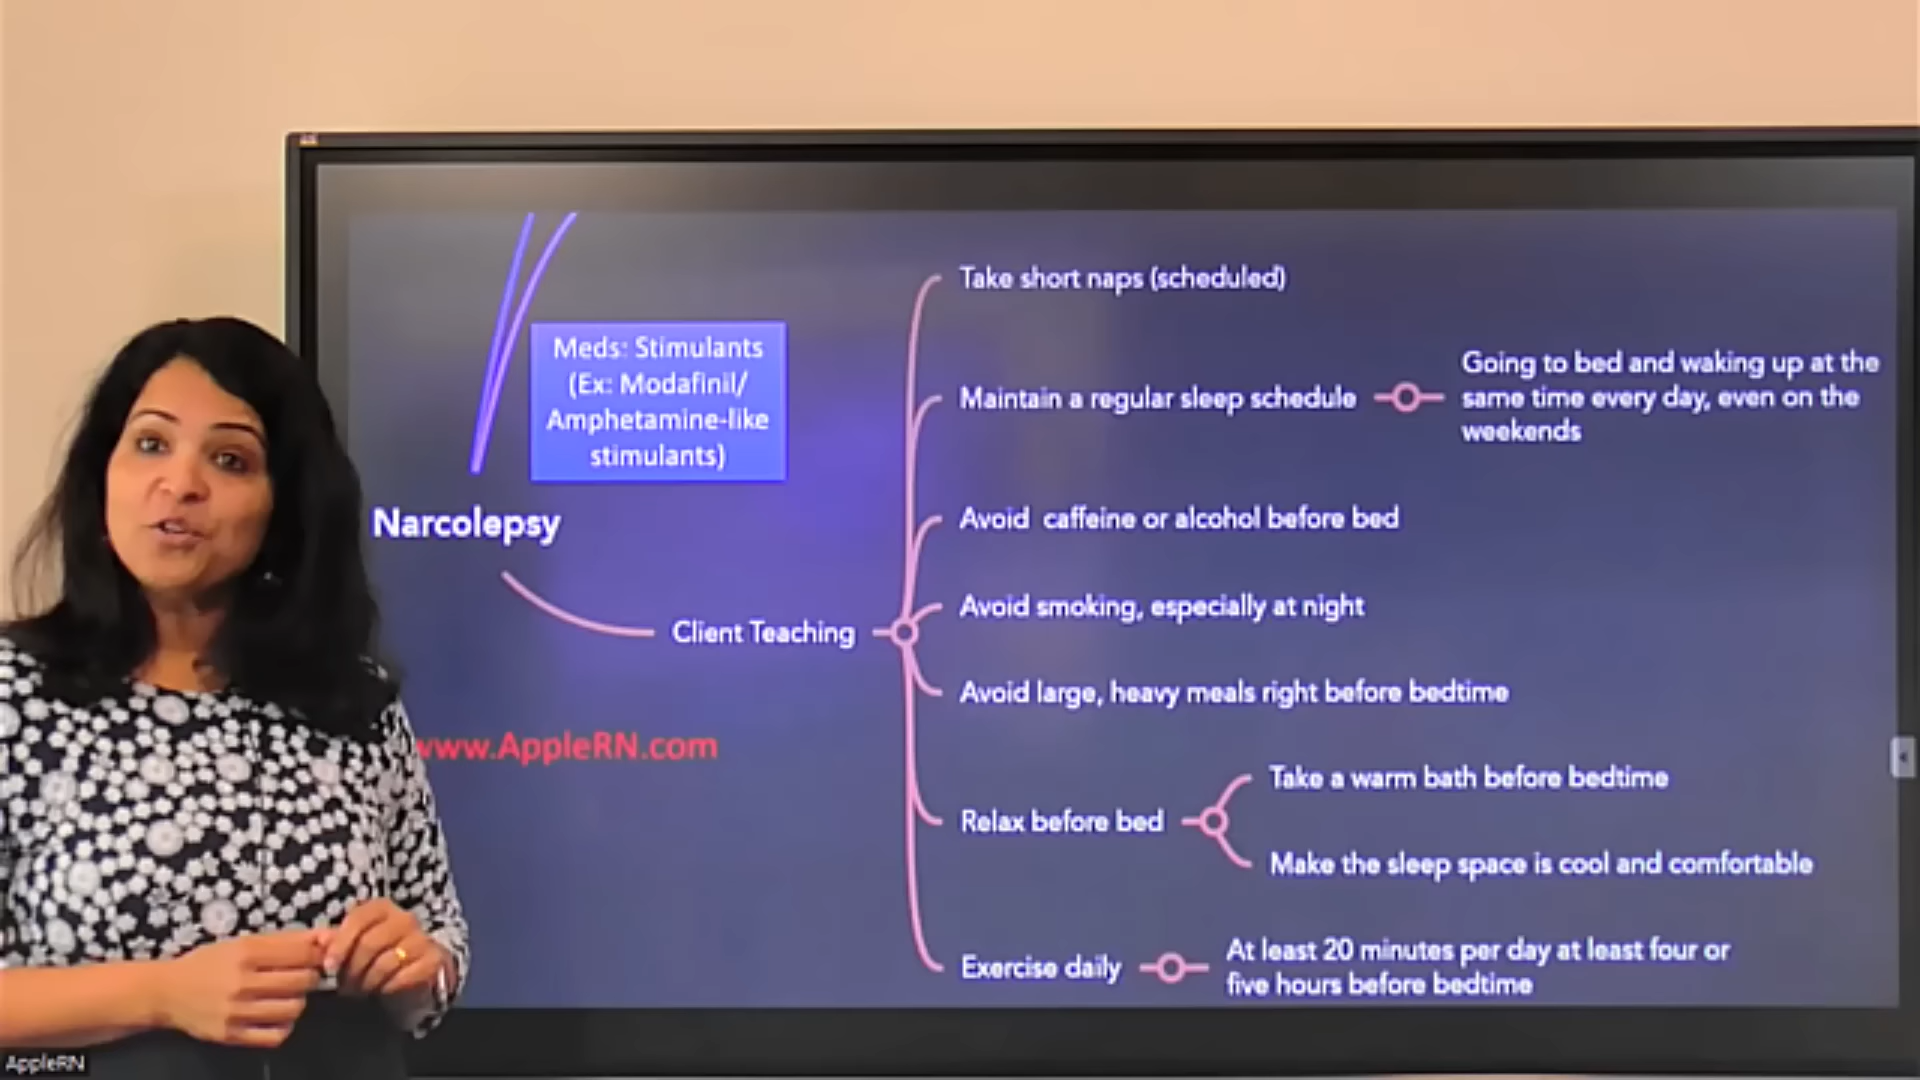 Meds: Stimulants
(Ex: Modafinil/
Amphetamine-like
stimulants)
Narcolepsy
Client Teaching
www.AppleRN.com
Take short naps (scheduled)
Maintain a regular sleep schedule
Going to bed and waking up at the
same time every day, even on the
weekends
Avoid caffeine or alcohol before bed
Avoid smoking, especially at night
Avoid large, heavy meals right before bedtime
Relax before bed
Take a warm bath before bedtime
Make the sleep space is cool and comfortable
Exercise daily
At least 20 minutes per day at least four or
five hours before bedtime
AppleRN